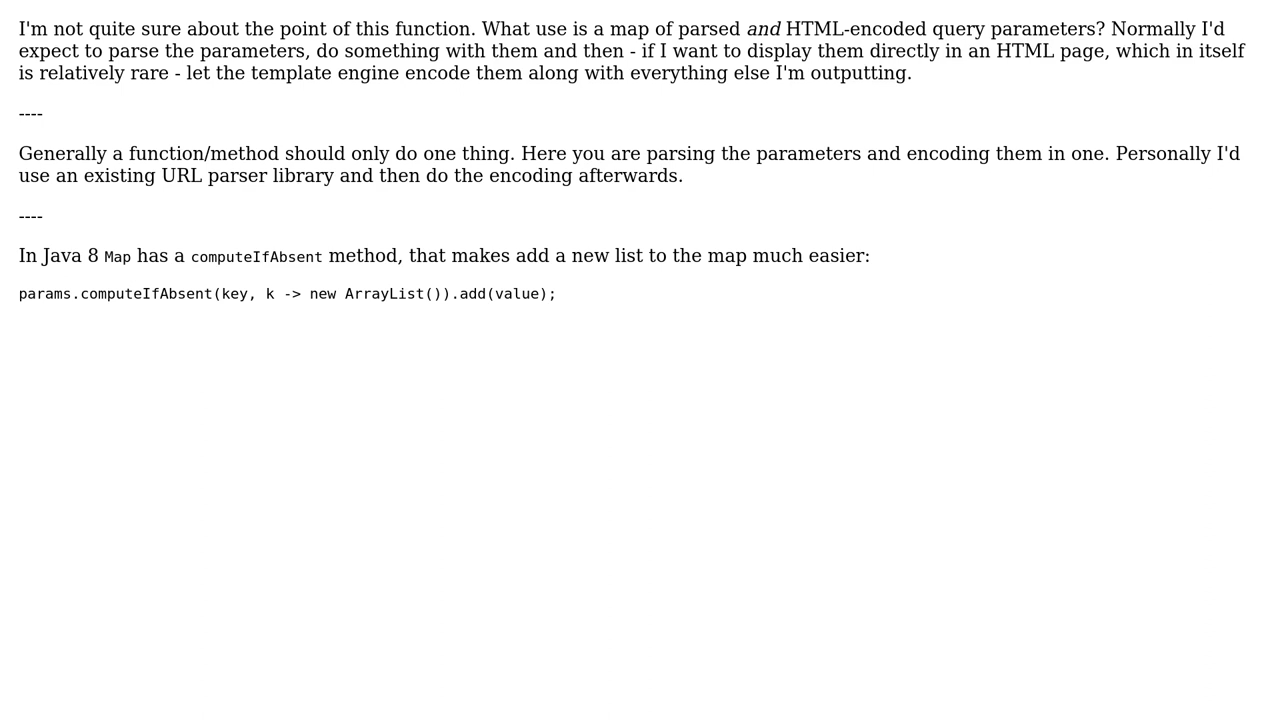 I'm not quite sure about the point of this function. What use is a map of parsed and HTML-encoded query parameters? Normally I'd
expect to parse the parameters, do something with them and then - if I want to display them directly in an HTML page, which in itself
is relatively rare - let the template engine encode them along with everything else I'm outputting.
----
Generally a function/method should only do one thing. Here you are parsing the parameters and encoding them in one. Personally I'd
use an existing URL parser library and then do the encoding afterwards.
----
In Java 8 Map has a computeIfAbsent method, that makes add a new list to the map much easier:
params.computeIfAbsent(key, k -> new ArrayList()).add(value);